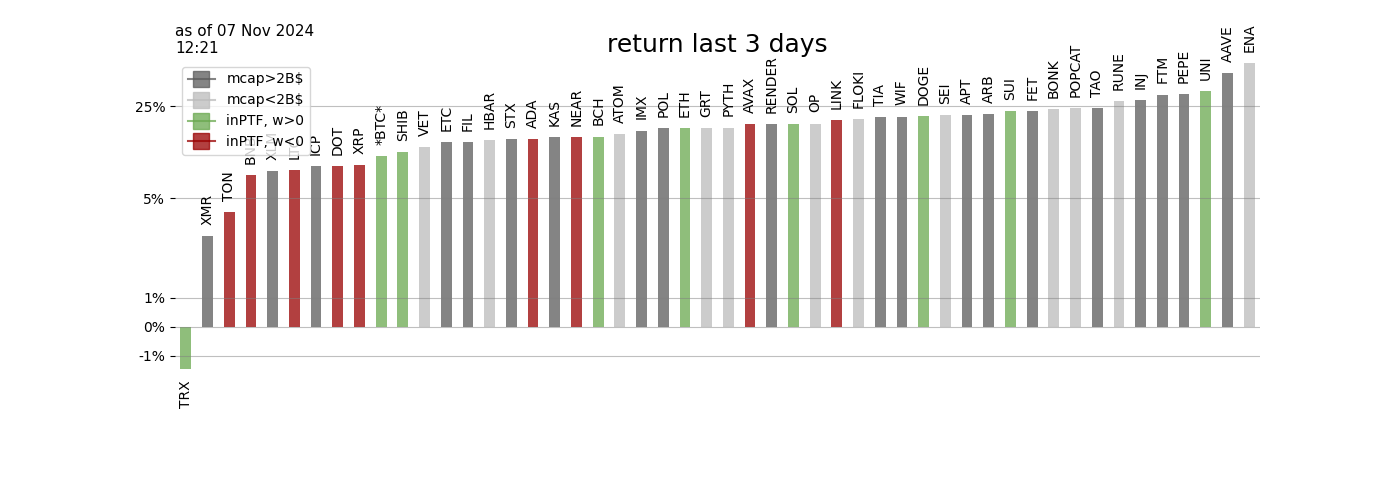 as of 07 Nov 2024
12:21
return last 3 days
mcap>2B$
mcap<2B$
inPTF, w>0
inPTF, w<0
25%
5%
1%
0%
-1%
TRX
XMR
TON
ICP
DOT
XRP
*BTC*
SHIB
VET
ETC
FIL
HBAR
STX
ADA
KAS
NEAR
BCH
ATOM
IMX
POL
ETH
GRT
PYTH
AVAX
RENDER
SOL
OP
LINK
FLOKI
TIA
WIF
DOGE
SEI
APT
ARB
SUI
FET
BONK
POPCAT
TAO
RUNE
INJ
FTM
PEPE
UNI
AAVE
ENA